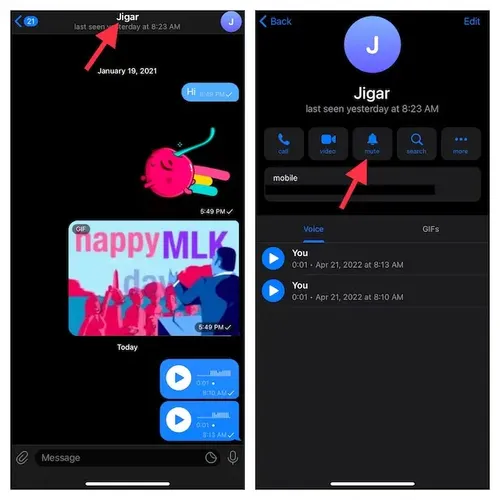 21
Jigar
last seen yesterday at 8:23 AM
J
January 19, 2021
Hi 5:39 PM
5:49 PM
GIF
happy MLK
day
5:49 PM
Today
0:01
8:10 AM
0:01
8:13 AM
Message
Back
Edit
J
Jigar
last seen yesterday at 8:23 AM
call
video
mute
search
more
mobile
Voice
GIFs
You
0:01 • Apr 21, 2022 at 8:13 AM
You
0:01 • Apr 21, 2022 at 8:10 AM